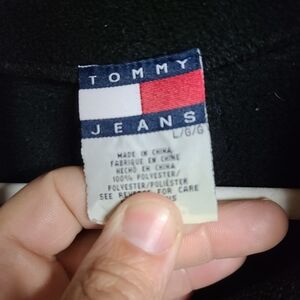 TOMMY
JEANS
L/G/G
MADE IN CHINA
FABRIQUE EN CHINE
HECHO EN CHINA
100% POLYESTER/
POLYESTER/POLIESTER
SEE REVERSE FOR CARE